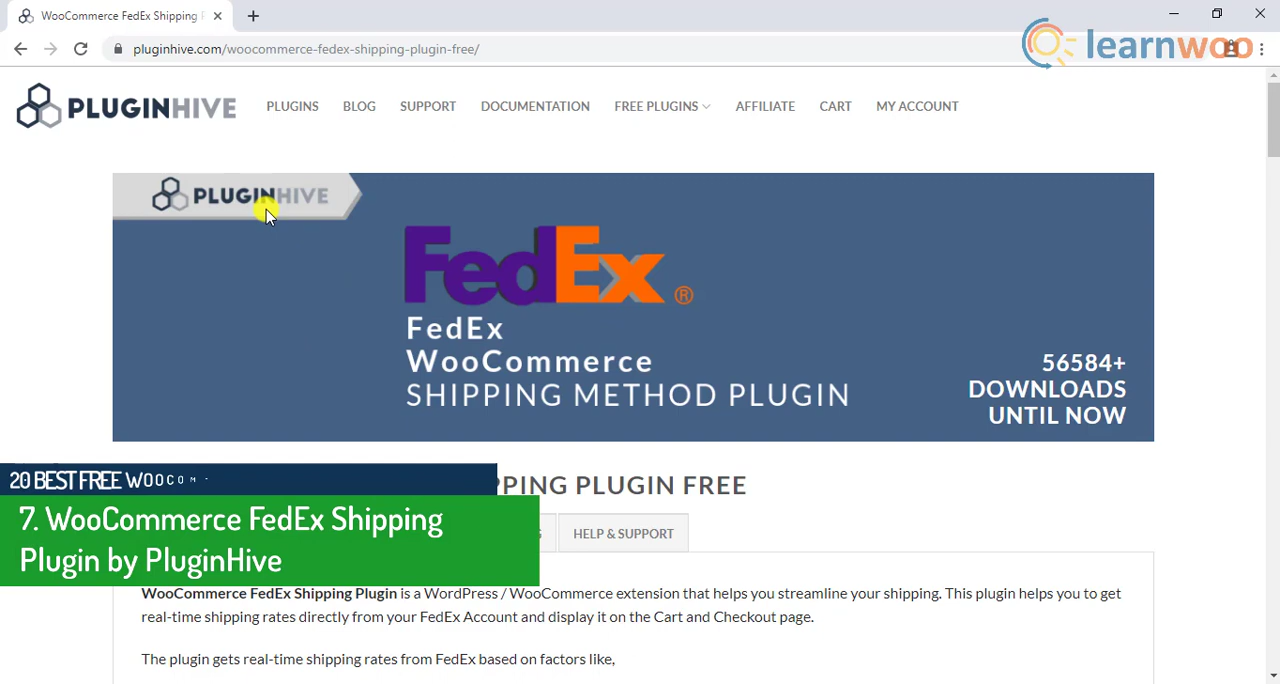 WooCommerce FedEx Shipping
pluginhive.com/woocommerce-fedex-shipping-plugin-free/
learnwoo
PLUGINHIVE
PLUGINS BLOG SUPPORT DOCUMENTATION FREE PLUGINS AFFILIATE CART MY ACCOUNT
PLUGINHIVE
FedEx®
FedEx
WooCommerce
SHIPPING METHOD PLUGIN
56584+
DOWNLOADS
UNTIL NOW
20 BEST FREE WOOCOM
PPING PLUGIN FREE
7. WooCommerce FedEx Shipping
Plugin by PluginHive
HELP & SUPPORT
WooCommerce FedEx Shipping Plugin is a WordPress / WooCommerce extension that helps you streamline your shipping. This plugin helps you to get
real-time shipping rates directly from your FedEx Account and display it on the Cart and Checkout page.
The plugin gets real-time shipping rates from FedEx based on factors like,